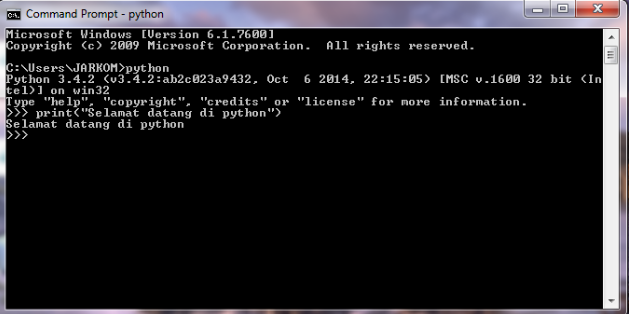 Command Prompt - python
Microsoft Windows [Version 6.1.7600]
Copyright (c) 2009 Microsoft Corporation.  All rights reserved.
C:\Users\JARKOM>python
Python 3.4.2 (v3.4.2:ab2c023a9432, Oct  6 2014, 22:15:05) [MSC v.1600 32 bit (In
tel)] on win32
Type "help", "copyright", "credits" or "license" for more information.
>>> print("Selamat datang di python")
Selamat datang di python
>>>